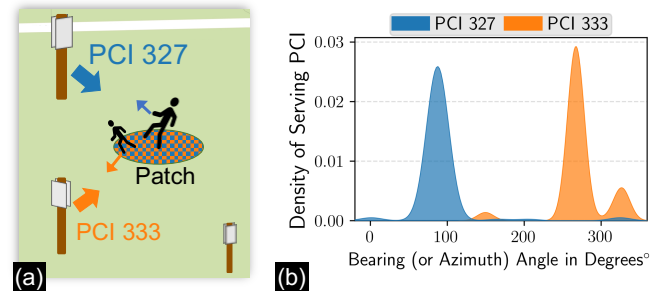 PCI 327
Patch
PCI 333
(a)
PCI 327 PCI 333
Density of Serving PCI
0.03
0.02
0.01
0.00
0 100 200 300
Bearing (or Azimuth) Angle in Degrees°
(b)